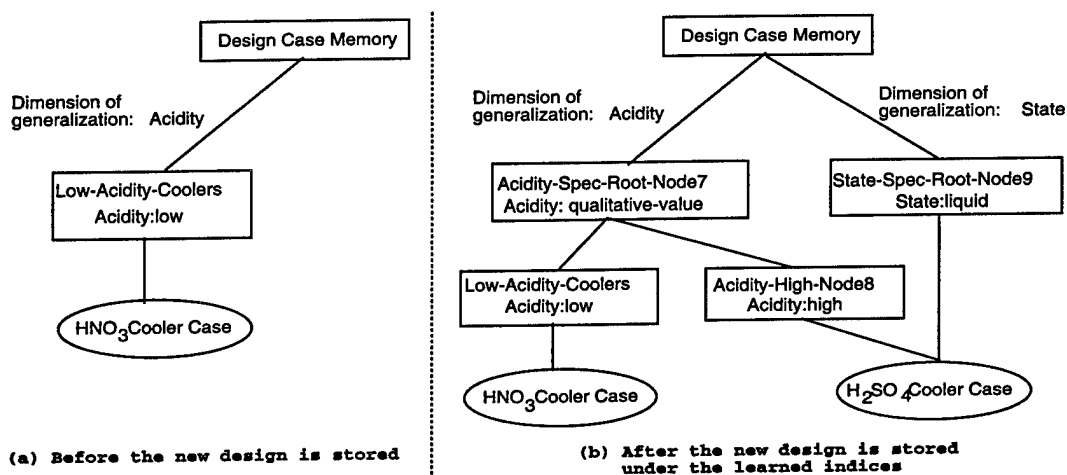 Design Case Memory
Dimension of
generalization: Acidity
Low-Acidity-Coolers
Acidity:low
HNO3Cooler Case
(a) Before the new design is stored
Design Case Memory
Dimension of
generalization: Acidity
Dimension of
generalization: State
Acidity-Spec-Root-Node7
Acidity: qualitative-value
State-Spec-Root-Node9
State:liquid
Low-Acidity-Coolers
Acidity:low
Acidity-High-Node8
Acidity:high
HNO3Cooler Case
H2SO4Cooler Case
(b) After the new design is stored
under the learned indices